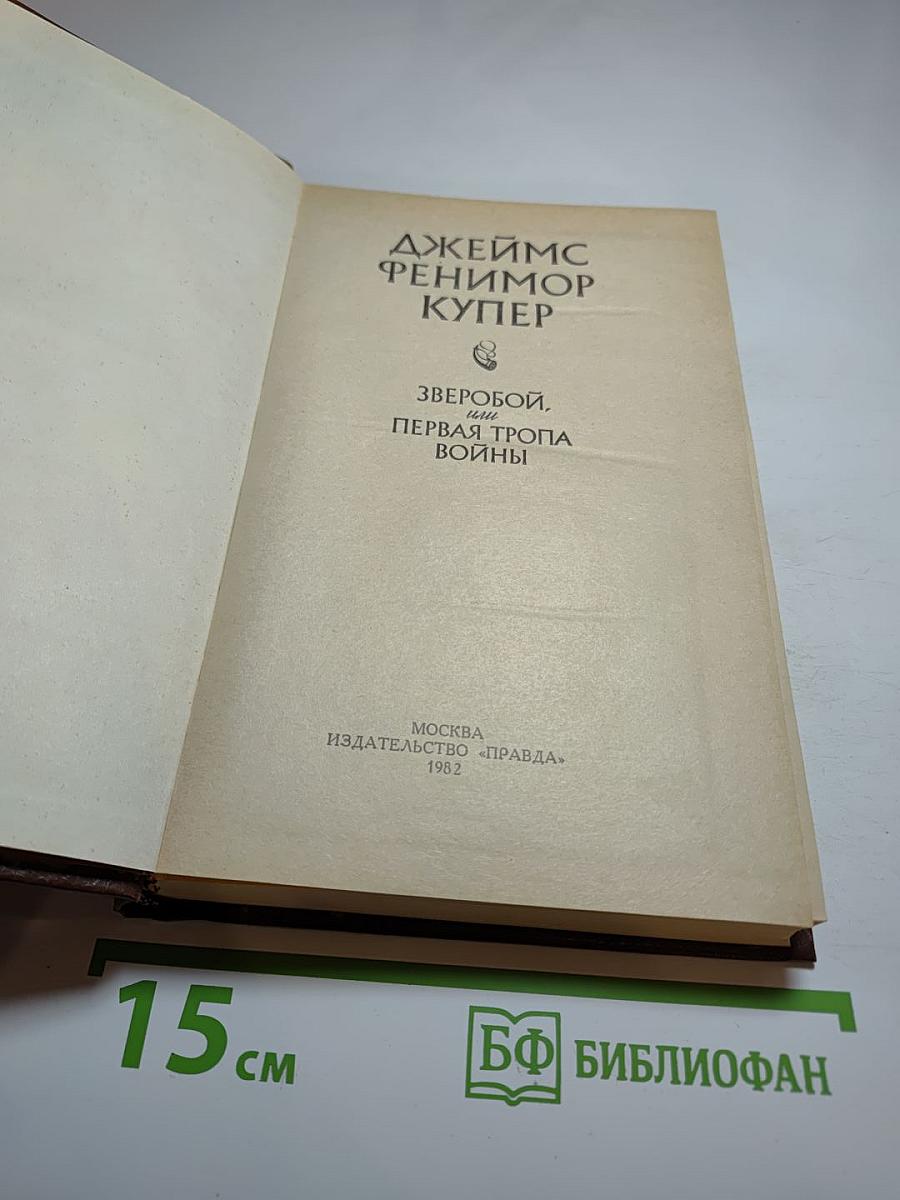 ДЖЕЙМС
ФЕНИМОР
КУПЕР
ЗВЕРОБОЙ,
или
ПЕРВАЯ ТРОПА
ВОЙНЫ
МОСКВА
ИЗДАТЕЛЬСТВО «ПРАВДА»
1982
15 см
БФ БИБЛИОФАН